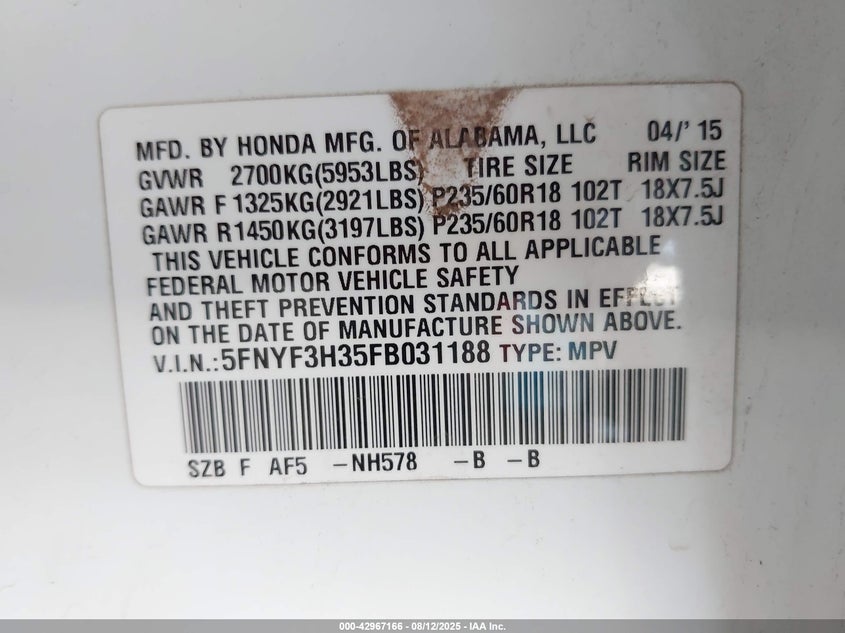 MFD. BY HONDA MFG. OF ALABAMA, LLC 04/' 15
GVWR 2700KG(5953LBS) TIRE SIZE RIM SIZE
GAWR F 1325KG(2921LBS) P235/60R18 102T 18X7.5J
GAWR R1450KG(3197LBS) P235/60R18 102T 18X7.5J
THIS VEHICLE CONFORMS TO ALL APPLICABLE
FEDERAL MOTOR VEHICLE SAFETY
AND THEFT PREVENTION STANDARDS IN EFFECT
ON THE DATE OF MANUFACTURE SHOWN ABOVE.
V.I.N.:5FNYF3H35FB031188 TYPE: MPV
SZB F AF5 -NH578 -B -B
000-42967166 - 08/12/2025 - IAA Inc.